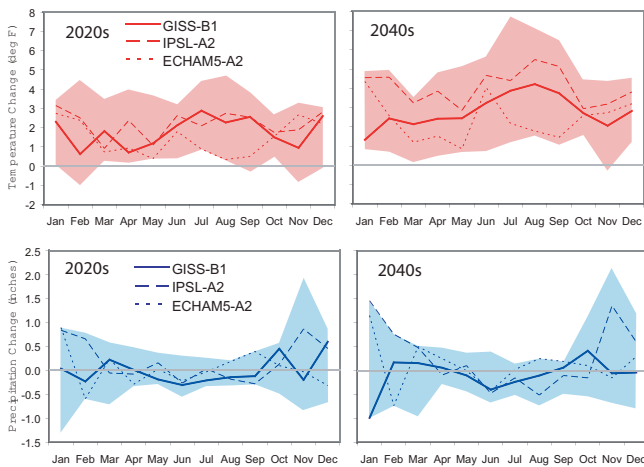 Temperature Change (deg F)
8
7
6
5
4
3
2
1
0
-1
-2
2020s
GISS-B1
IPSL-A2
ECHAM5-A2
Jan Feb Mar Apr May Jun Jul Aug Sep Oct Nov Dec
2040s
Jan Feb Mar Apr May Jun Jul Aug Sep Oct Nov Dec
Precipitation Change (inches)
2.5
2.0
1.5
1.0
0.5
0.0
-0.5
-1.0
-1.5
2020s
GISS-B1
IPSL-A2
ECHAM5-A2
Jan Feb Mar Apr May Jun Jul Aug Sep Oct Nov Dec
2040s
Jan Feb Mar Apr May Jun Jul Aug Sep Oct Nov Dec